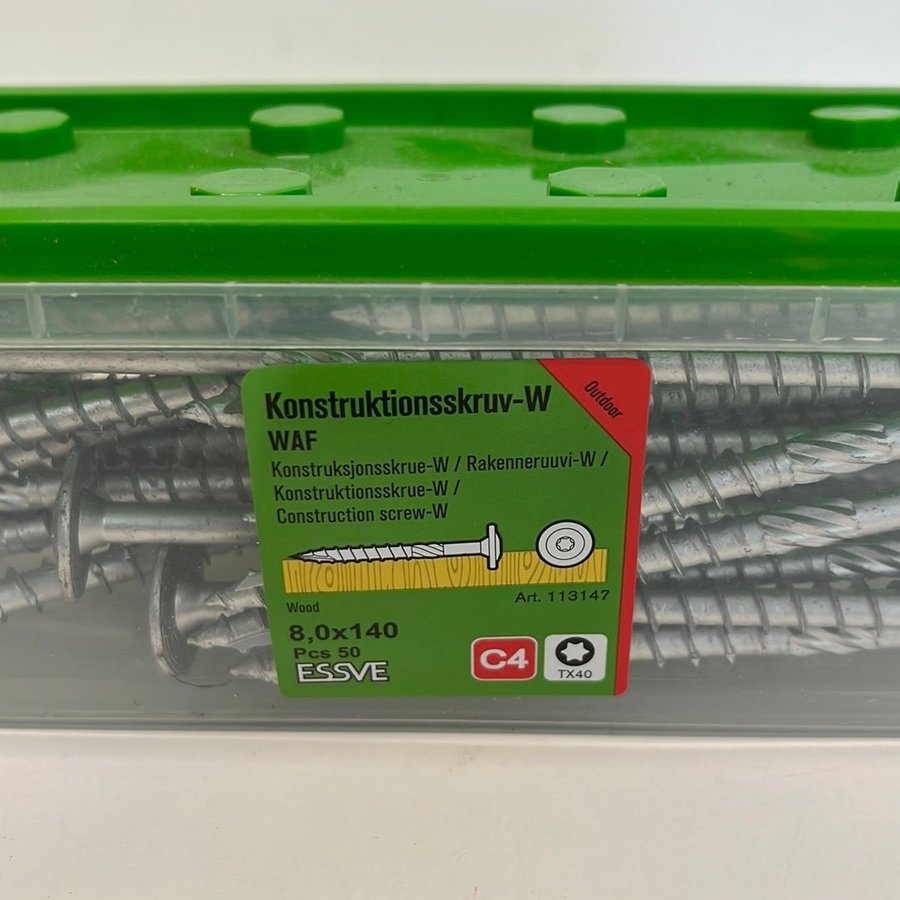 Konstruktionsskruv-W
Outdoor
WAF
Konstruksjonsskrue-W / Rakenneruuvi-W /
Konstruktionsskrue-W /
Construction screw-W
Wood
Art. 113147
8,0x140
Pcs 50
ESSVE
C4
TX40